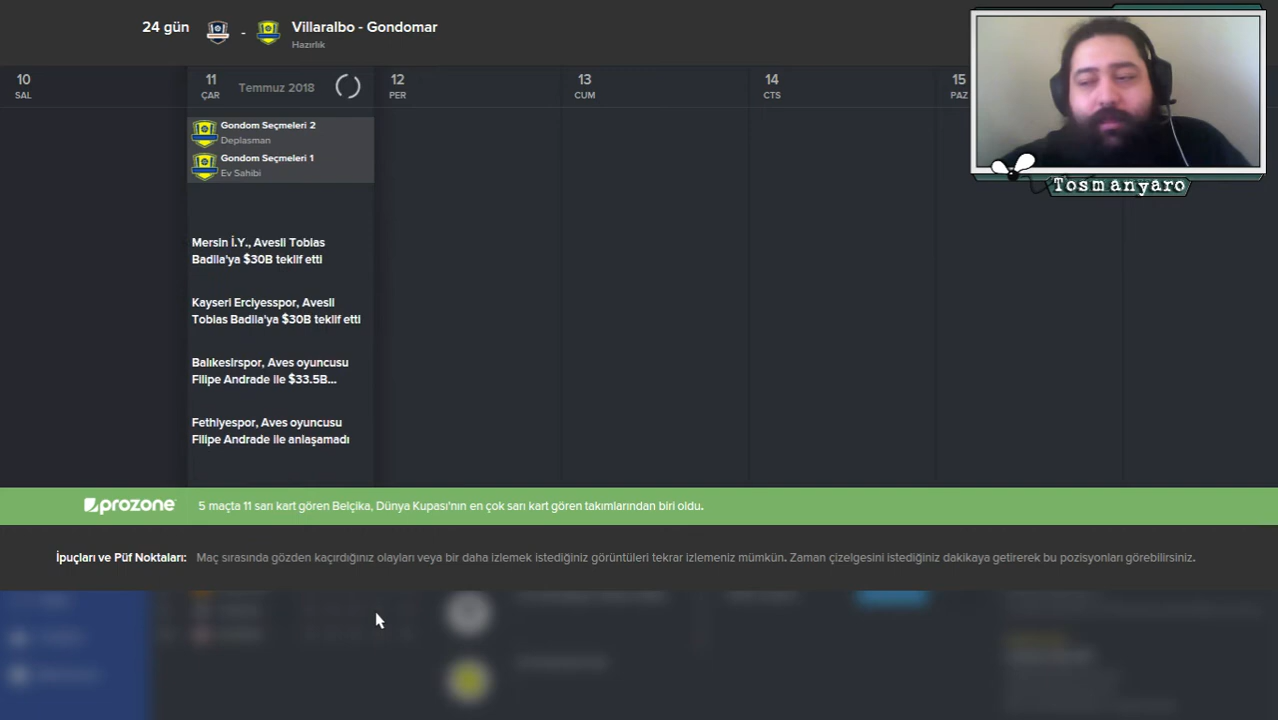 24 gün
Villaralbo - Gondomar
Hazırlık
10
SAL
11
ÇAR
Temmuz 2018
12
PER
13
CUM
14
CTS
15
PAZ
Gondom Seçmeleri 2
Deplasman
Gondom Seçmeleri 1
Ev Sahibi
Mersin İ.Y., Avesli Tobias
Badila'ya $30B teklif etti
Kayseri Erciyesspor, Avesli
Tobias Badila'ya $30B teklif etti
Balıkesirspor, Aves oyuncusu
Filipe Andrade ile $33.5B...
Fethiyespor, Aves oyuncusu
Filipe Andrade ile anlaşamadı
Tosmanyaro
prozone
5 maçta 11 sarı kart gören Belçika, Dünya Kupası'nın en çok sarı kart gören takımlarından biri oldu.
İpuçları ve Püf Noktaları: Maç sırasında gözden kaçırdığınız olayları veya bir daha izlemek istediğiniz görüntüleri tekrar izlemeniz mümkün. Zaman çizelgesini istediğiniz dakikaya getirerek bu pozisyonları görebilirsiniz.